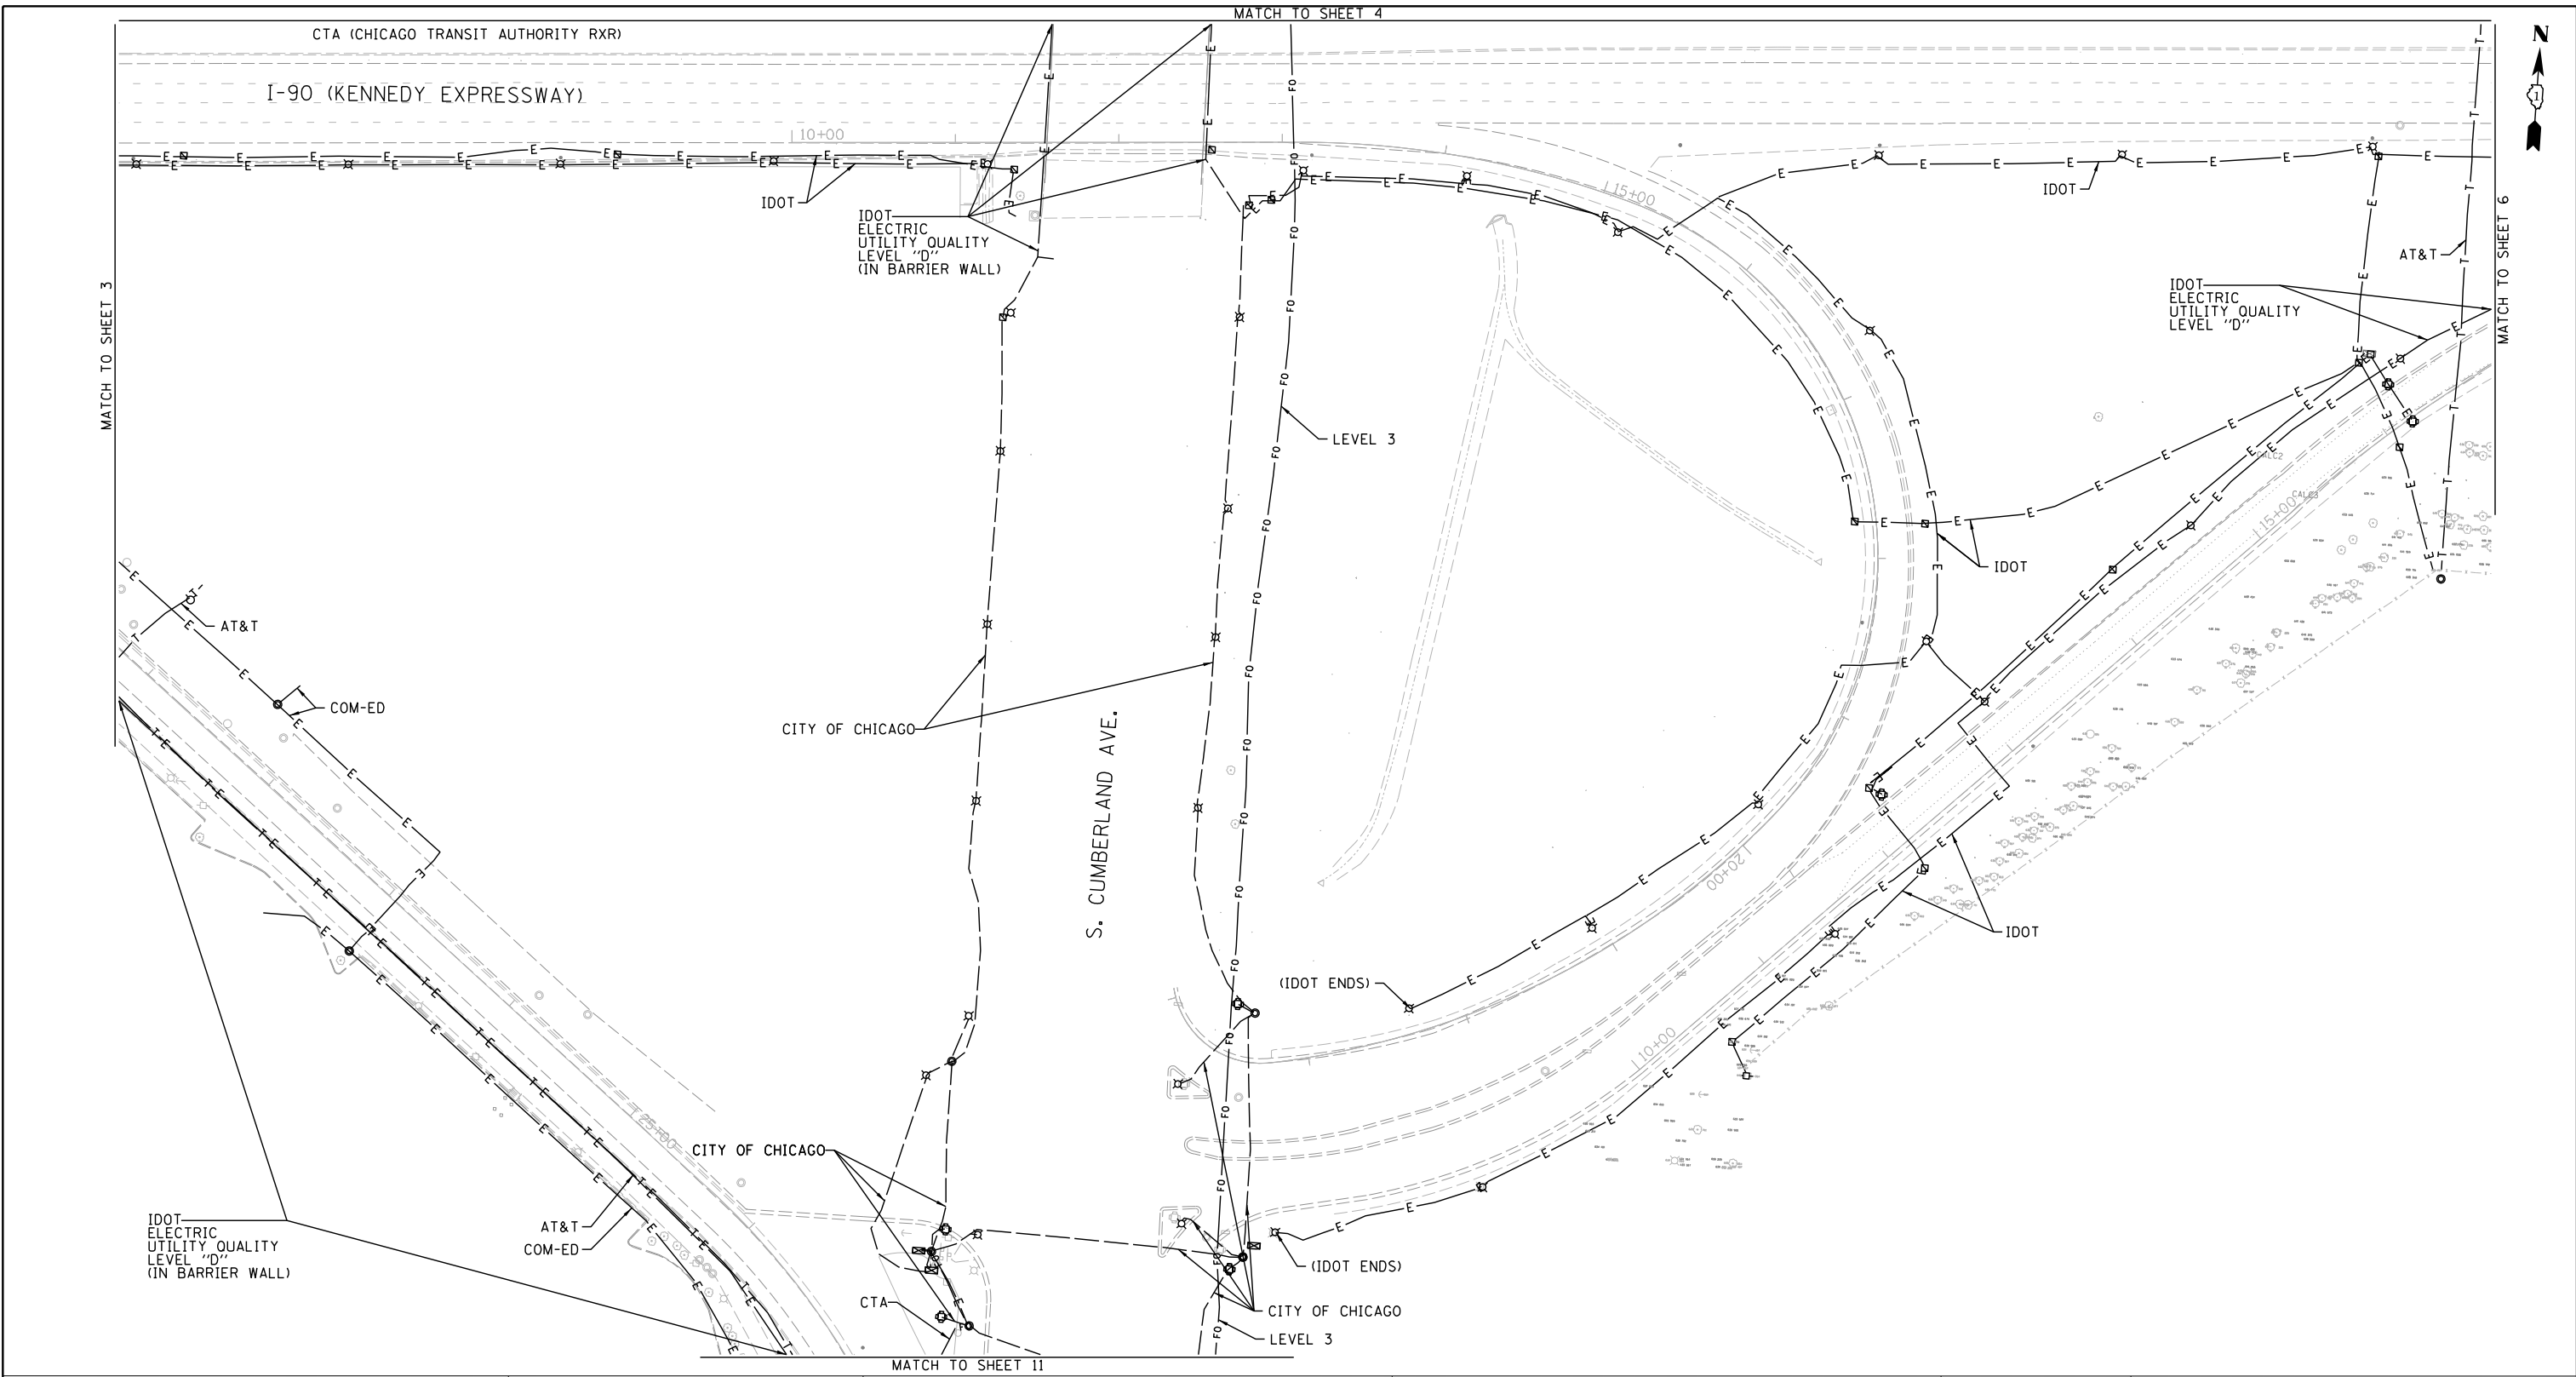 MATCH TO SHEET 4
CTA (CHICAGO TRANSIT AUTHORITY RXR)
N
1
I-90 (KENNEDY EXPRESSWAY)
10+00
15+00
IDOT
IDOT
ELECTRIC
UTILITY QUALITY
LEVEL "D"
(IN BARRIER WALL)
IDOT
AT&T
MATCH TO SHEET 6
MATCH TO SHEET 3
IDOT
ELECTRIC
UTILITY QUALITY
LEVEL "D"
LEVEL 3
CALC2
CALC3
15+00
IDOT
AT&T
COM-ED
CITY OF CHICAGO
S. CUMBERLAND AVE.
20+00
IDOT
(IDOT ENDS)
10+00
25+00
CITY OF CHICAGO
IDOT
ELECTRIC
UTILITY QUALITY
LEVEL "D"
(IN BARRIER WALL)
AT&T
COM-ED
(IDOT ENDS)
CTA
CITY OF CHICAGO
LEVEL 3
MATCH TO SHEET 11